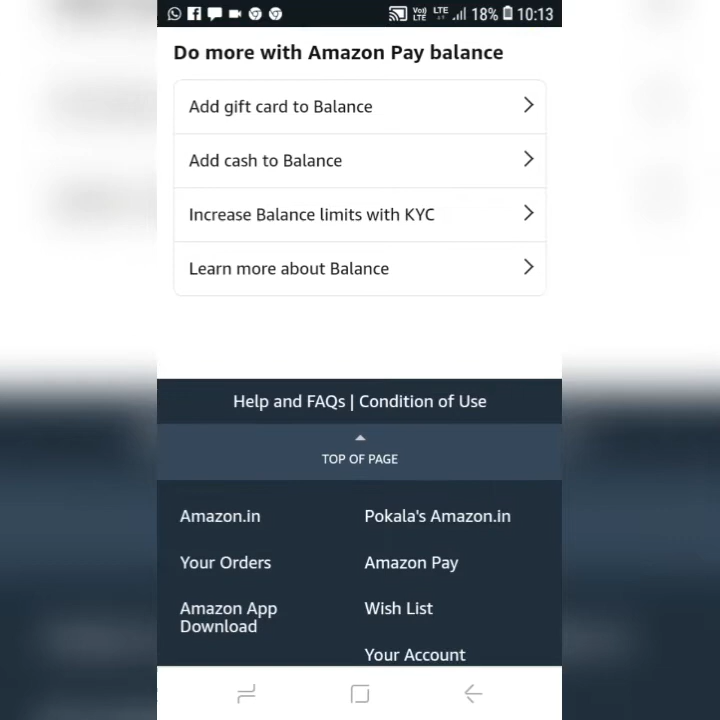 18% 10:13
Do more with Amazon Pay balance
Add gift card to Balance
Add cash to Balance
Increase Balance limits with KYC
Learn more about Balance
Help and FAQs | Condition of Use
TOP OF PAGE
Amazon.in
Pokala's Amazon.in
Your Orders
Amazon Pay
Amazon App
Download
Wish List
Your Account